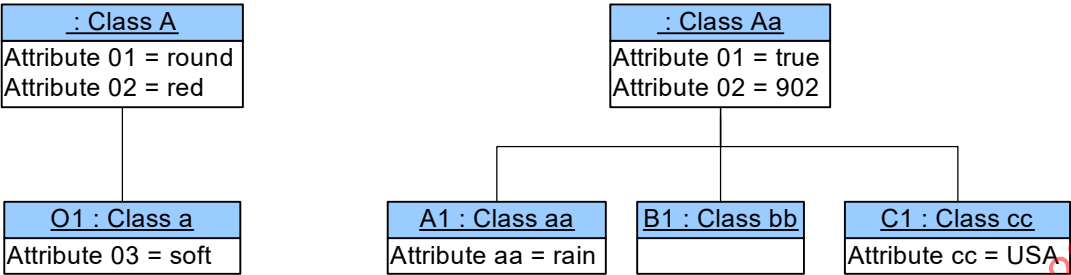 : Class A
Attribute 01 = round
Attribute 02 = red
: Class Aa
Attribute 01 = true
Attribute 02 = 902
O1 : Class a
Attribute 03 = soft
A1 : Class aa
Attribute aa = rain
B1 : Class bb
C1 : Class cc
Attribute cc = USA